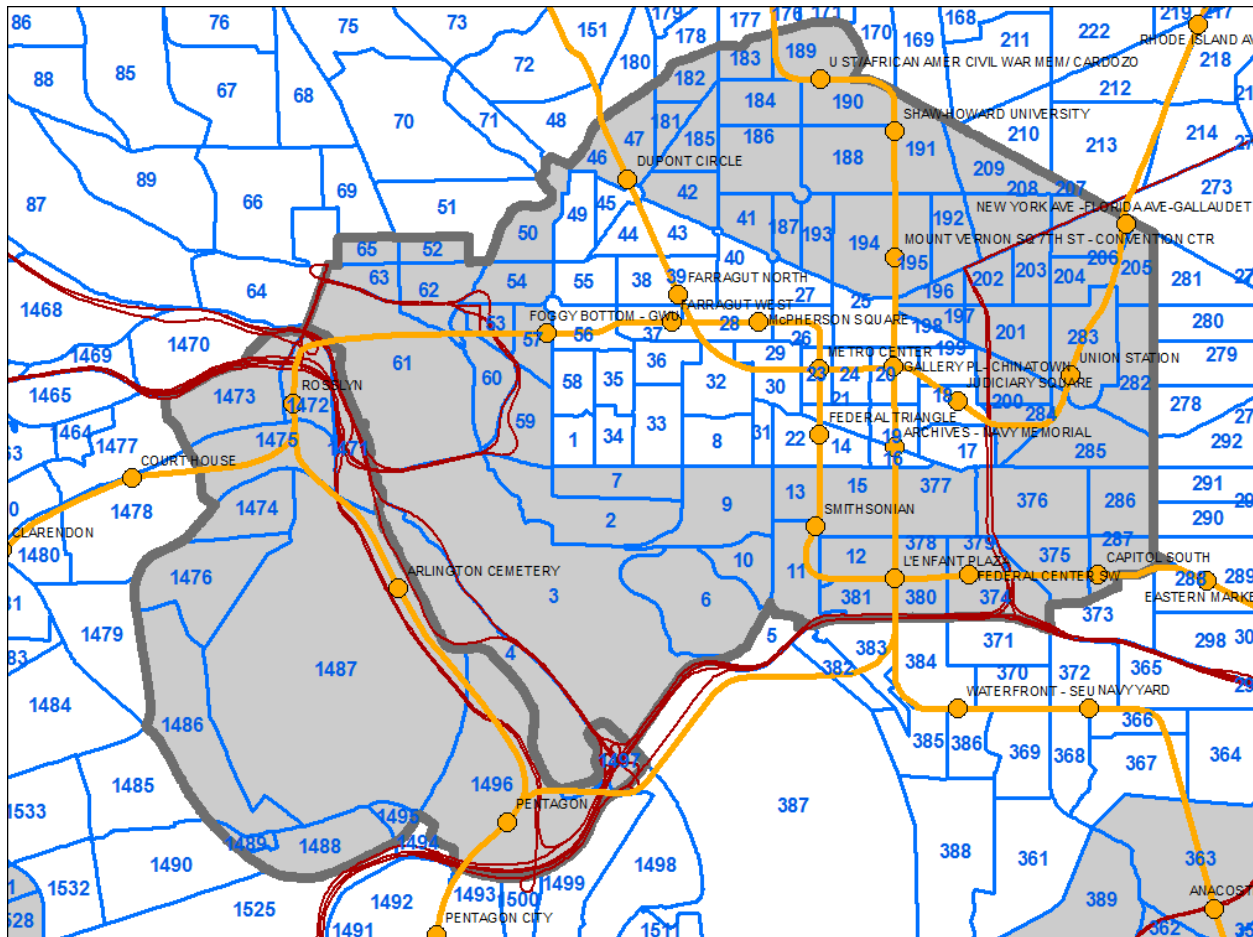 86 76 75 73 151 179 177 176 171 170 168 219 217
RHODE ISLAND AV
88 85 67 68 72 180 178 183 189 169 211 222 218
U ST/AFRICAN AMER CIVIL WAR MEM/ CARDOZO
182 184 190 212 21
70 71 48 47 181 185 186 188 191 210 213 214 27
SHAW-HOWARD UNIVERSITY
89 46 209
DUPONT CIRCLE
87 66 69 51 49 45 42 192 208 207 273
NEW YORK AVE -FLORIDA AVE-GALLAUDET
50 44 43 41 187 193 194
MOUNT VERNON SQ 7TH ST - CONVENTION CTR
65 52 40 195 206 205
63 54 55 38 39 202 203 204 281 27
FARRAGUT NORTH
64 62 27 25 196
FARRAGUT WEST
1468 53 197 280
FOGGY BOTTOM - GWU
McPHERSON SQUARE
1470 57 56 37 28 26 198 201 283
1469 61 36 29 199 279
METRO CENTER
UNION STATION
GALLERY PL- CHINATOWN
1465 60 58 35 32 30 23 24 20 282
JUDICIARY SQUARE
ROSSLYN
1473 1472 21 18 200 278
59 33 284 27
FEDERAL TRIANGLE
464 1477 1475 1471 1 34 8 31 22 14 19 292
ARCHIVES - NAVY MEMORIAL
COURT HOUSE
17 285
16
7 13 15 377 291
1478 1474 9 376 286 29
0 2 290
SMITHSONIAN
CLARENDON
1480 378 379 287
10 12 375
CAPITOL SOUTH
L'ENFANT PLAZA
1476 11 FEDERAL CENTER SW
288 289
ARLINGTON CEMETERY
EASTERN MARKE
3 6 381 380 374
31 373
1479 5 371 298 30
83 4 383
1487 382 384 370 372 365
1484 29
WATERFRONT - SEU
NAVY YARD
1486 366
385 386 369 368 367 364
1485 1496 1497
1533 387
PENTAGON
1495
1489 1488 1494 388 361 363
1490 1498
1532 1493 1499 389
ANACOST
1492 1500
528 1525
PENTAGON CITY
1491 1511 362 35